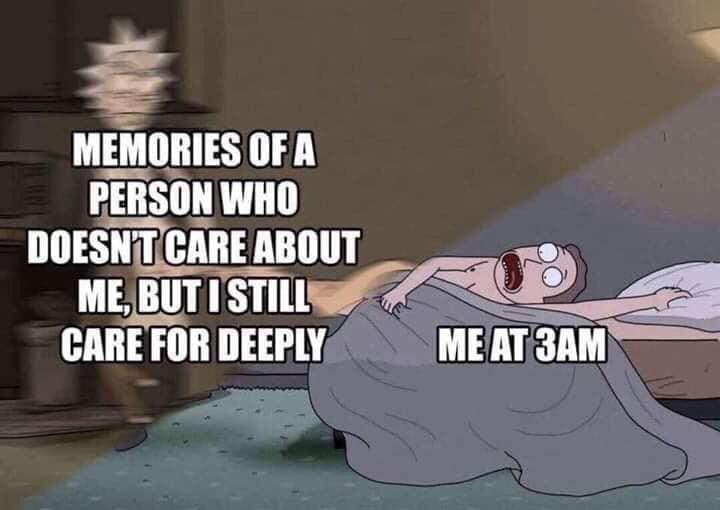 MEMORIES OF A
PERSON WHO
DOESN'T CARE ABOUT
ME, BUT I STILL
CARE FOR DEEPLY
ME AT 3AM